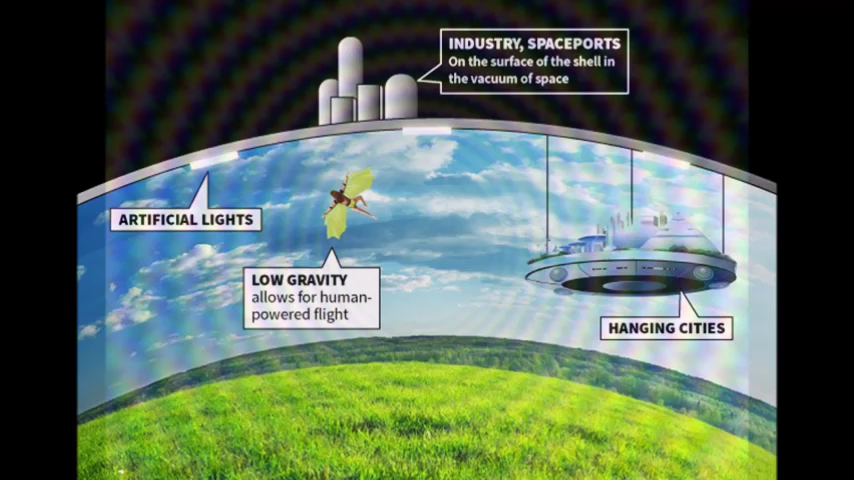 INDUSTRY, SPACEPORTS
On the surface of the shell in
the vacuum of space
ARTIFICIAL LIGHTS
LOW GRAVITY
allows for human-
powered flight
HANGING CITIES